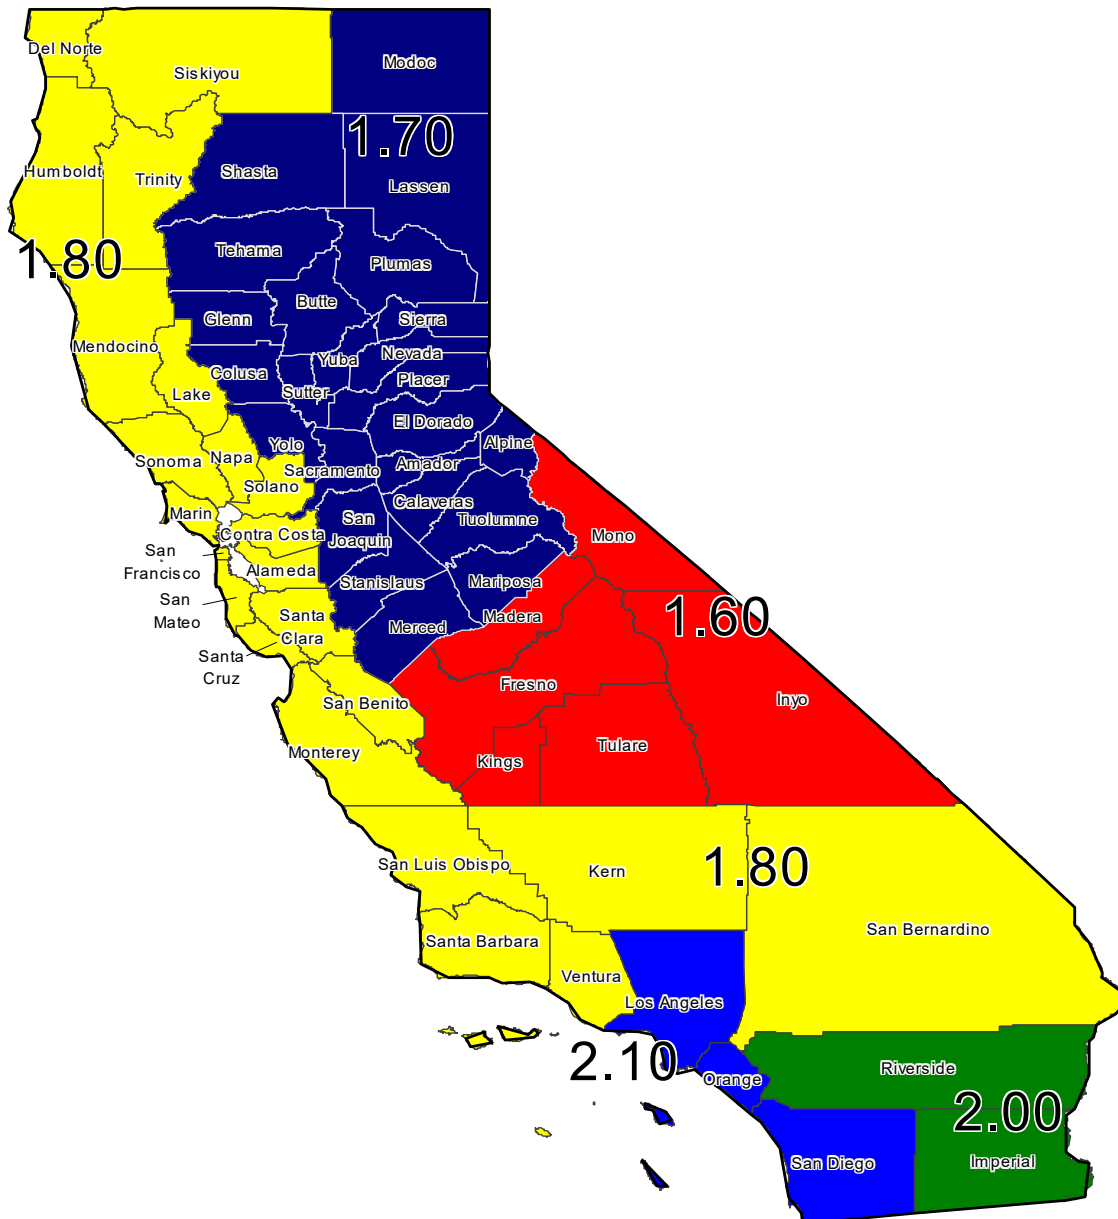 Del Norte
Siskiyou
Modoc
1.70
Humboldt
Trinity
Shasta
Lassen
1.80
Tehama
Plumas
Butte
Glenn
Sierra
Mendocino
Yuba
Nevada
Colusa
Placer
Lake
Sutter
El Dorado
Yolo
Alpine
Sonoma
Napa
Sacramento
Amador
Solano
Calaveras
Marin
San
Joaquin
Tuolumne
Contra Costa
Mono
San
Francisco
Alameda
Stanislaus
Mariposa
San
Mateo
Santa
Clara
Merced
Madera
1.60
Santa
Cruz
Fresno
Inyo
San Benito
Monterey
Kings
Tulare
San Luis Obispo
Kern
1.80
San Bernardino
Santa Barbara
Ventura
Los Angeles
2.10
Orange
Riverside
2.00
San Diego
Imperial